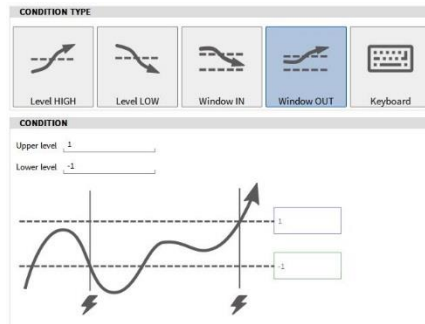 CONDITION TYPE
Level HIGH Level LOW Window IN Window OUT Keyboard
CONDITION
Upper level 1
Lower level -1
1
-1